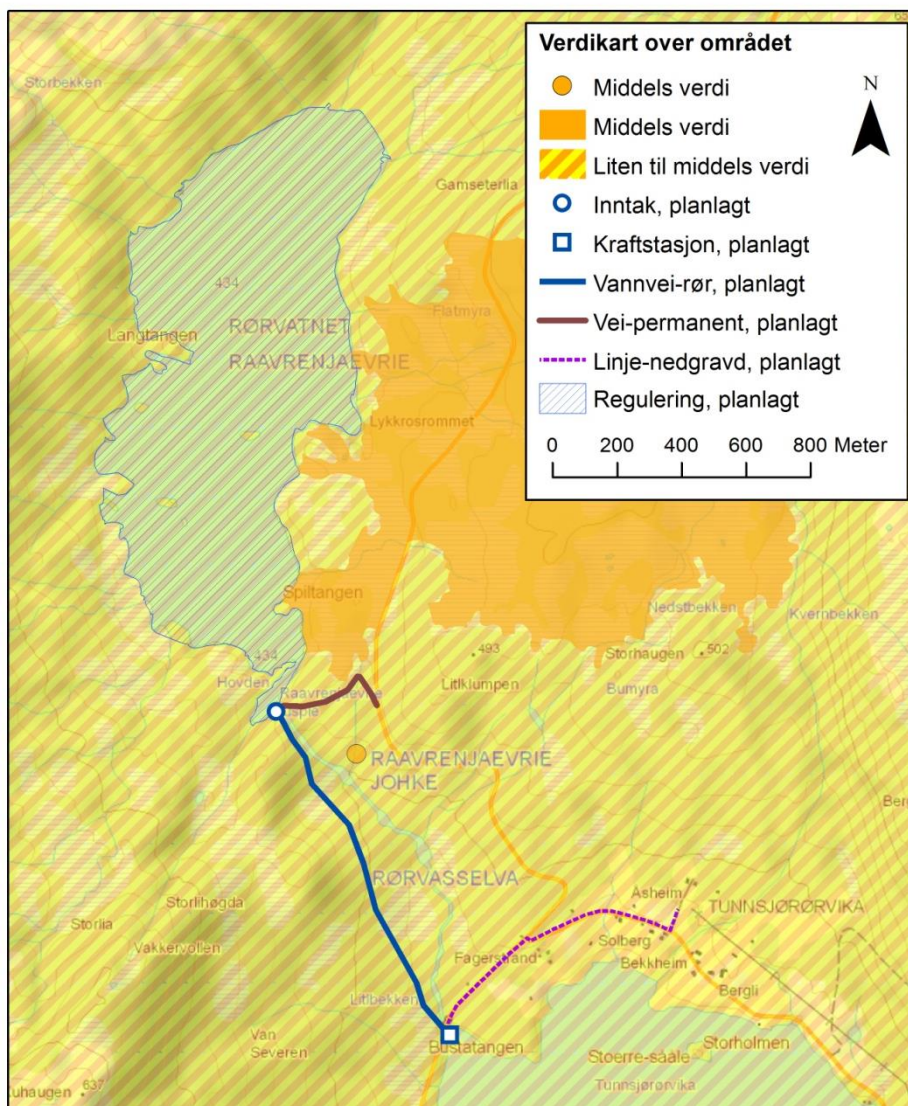 Verdikart over området
Middels verdi
Middels verdi
Liten til middels verdi
Inntak, planlagt
Kraftstasjon, planlagt
Vannvei-rør, planlagt
Vei-permanent, planlagt
Linje-nedgravd, planlagt
Regulering, planlagt
0 200 400 600 800 Meter
N
Storbekken
Gamseterlia
434
Flatmyra
Langtangen
RØRVATNET
RAAVRENJAEVRIE
Lykkrosrommet
Spiltangen
Nedstbekken
Kvernbekken
434
493
Storhaugen
502
Hovden
Raavrenjaevrie
Litlklumpen
Bumyra
RAAVRENJAEVRIE
JOHKE
RØRVASSELVA
Storlihøgda
Storlia
Vakkervollen
Asheim
TUNNSJØRØRVIKA
Solberg
Fagerstrand
Bekkheim
Bergli
Litlbekken
Van
Severen
Bustatangen
Stoerre-såale
Storholmen
Tunnsjørørvika
637